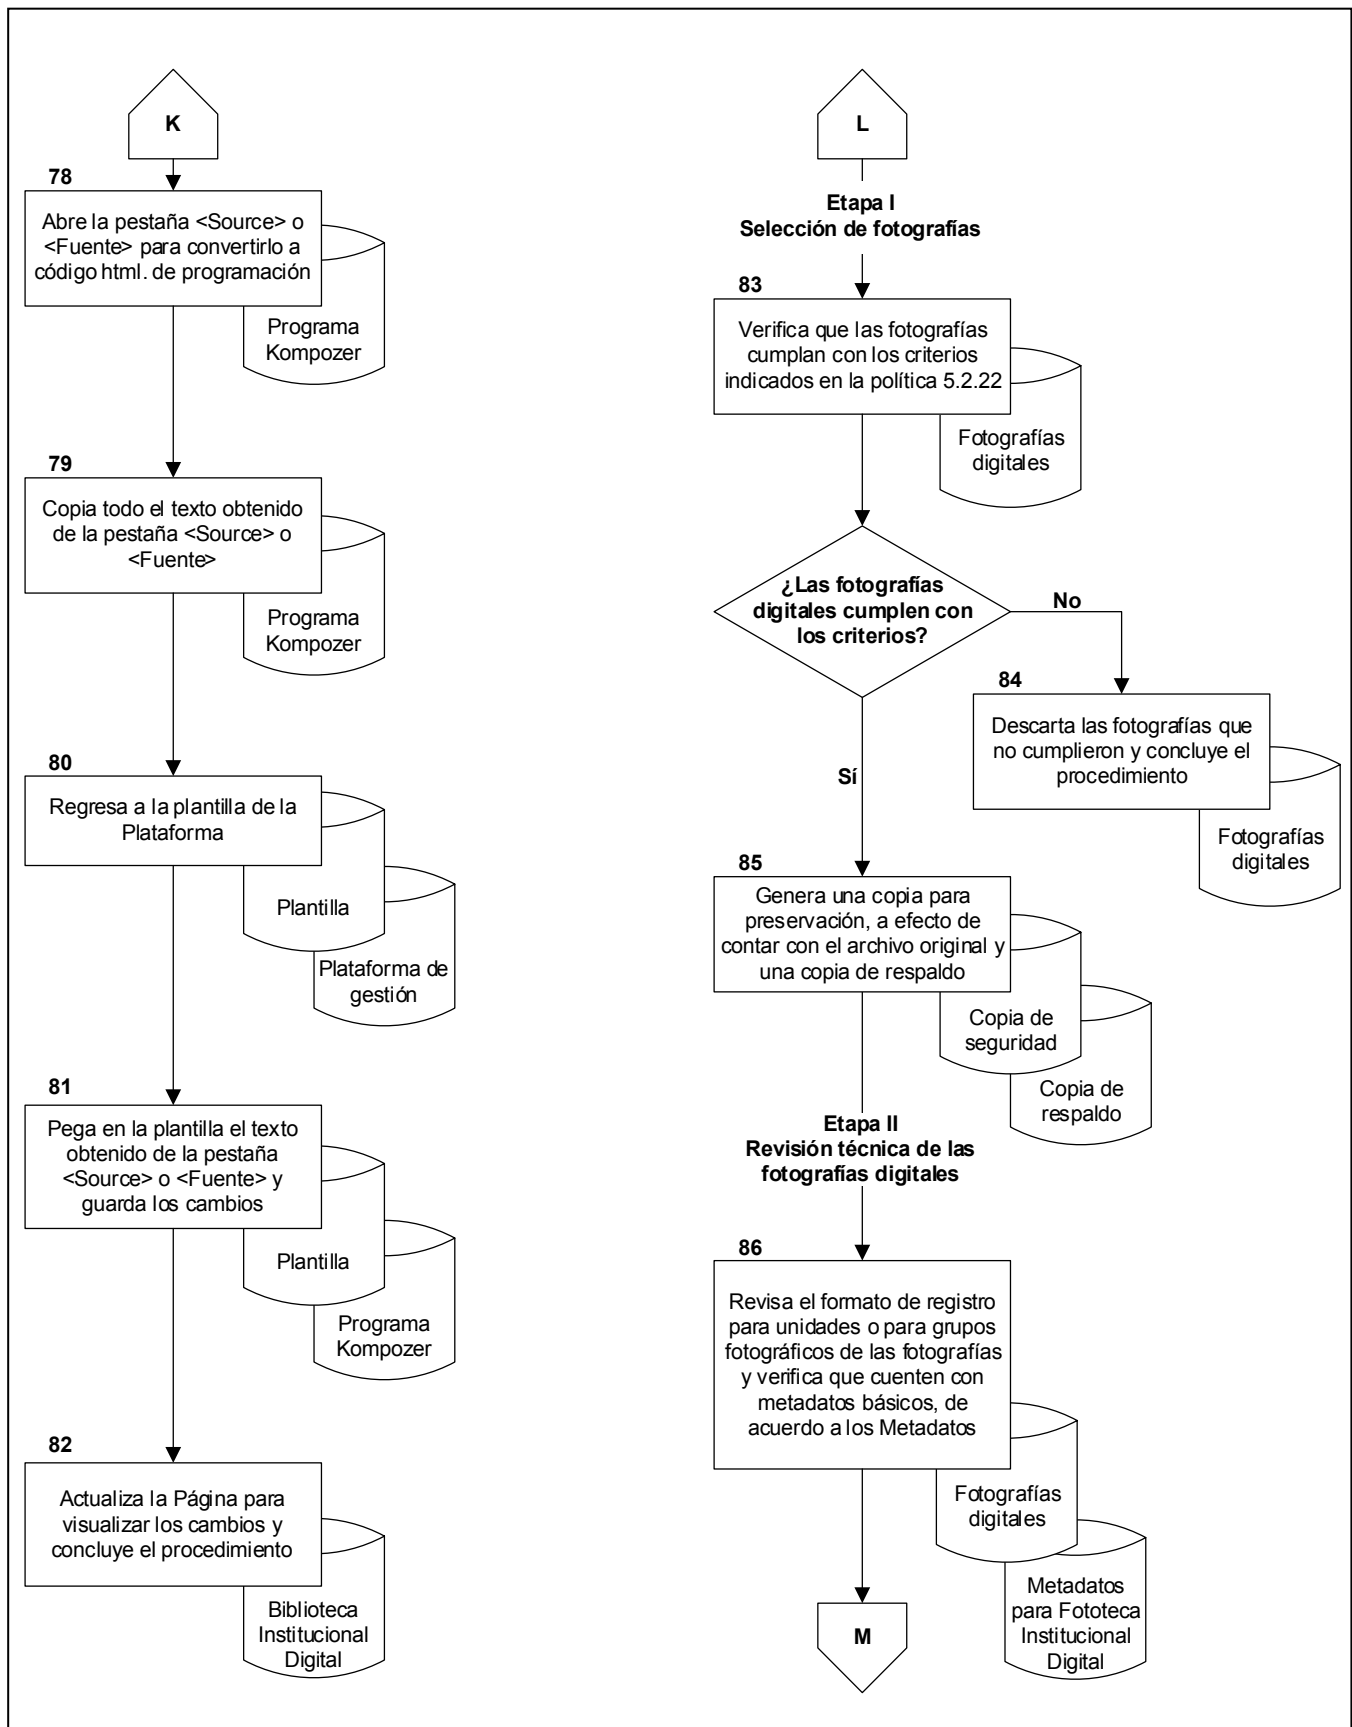 K
78
Abre la pestaña <Source> o
<Fuente> para convertirlo a
código html. de programación
Programa
Kompozer
79
Copia todo el texto obtenido
de la pestaña <Source> o
<Fuente>
Programa
Kompozer
80
Regresa a la plantilla de la
Plataforma
Plantilla
Plataforma de
gestión
81
Pega en la plantilla el texto
obtenido de la pestaña
<Source> o <Fuente> y
guarda los cambios
Plantilla
Programa
Kompozer
82
Actualiza la Página para
visualizar los cambios y
concluye el procedimiento
Biblioteca
Institucional
Digital
L
Etapa I
Selección de fotografías
83
Verifica que las fotografías
cumplan con los criterios
indicados en la política 5.2.22
Fotografías
digitales
¿Las fotografías
digitales cumplen con
los criterios?
No
84
Descarta las fotografías que
no cumplieron y concluye el
procedimiento
Fotografías
digitales
Sí
85
Genera una copia para
preservación, a efecto de
contar con el archivo original y
una copia de respaldo
Copia de
seguridad
Copia de
respaldo
Etapa II
Revisión técnica de las
fotografías digitales
86
Revisa el formato de registro
para unidades o para grupos
fotográficos de las fotografías
y verifica que cuenten con
metadatos básicos, de
acuerdo a los Metadatos
Fotografías
digitales
Metadatos
para Fototeca
Institucional
Digital
M